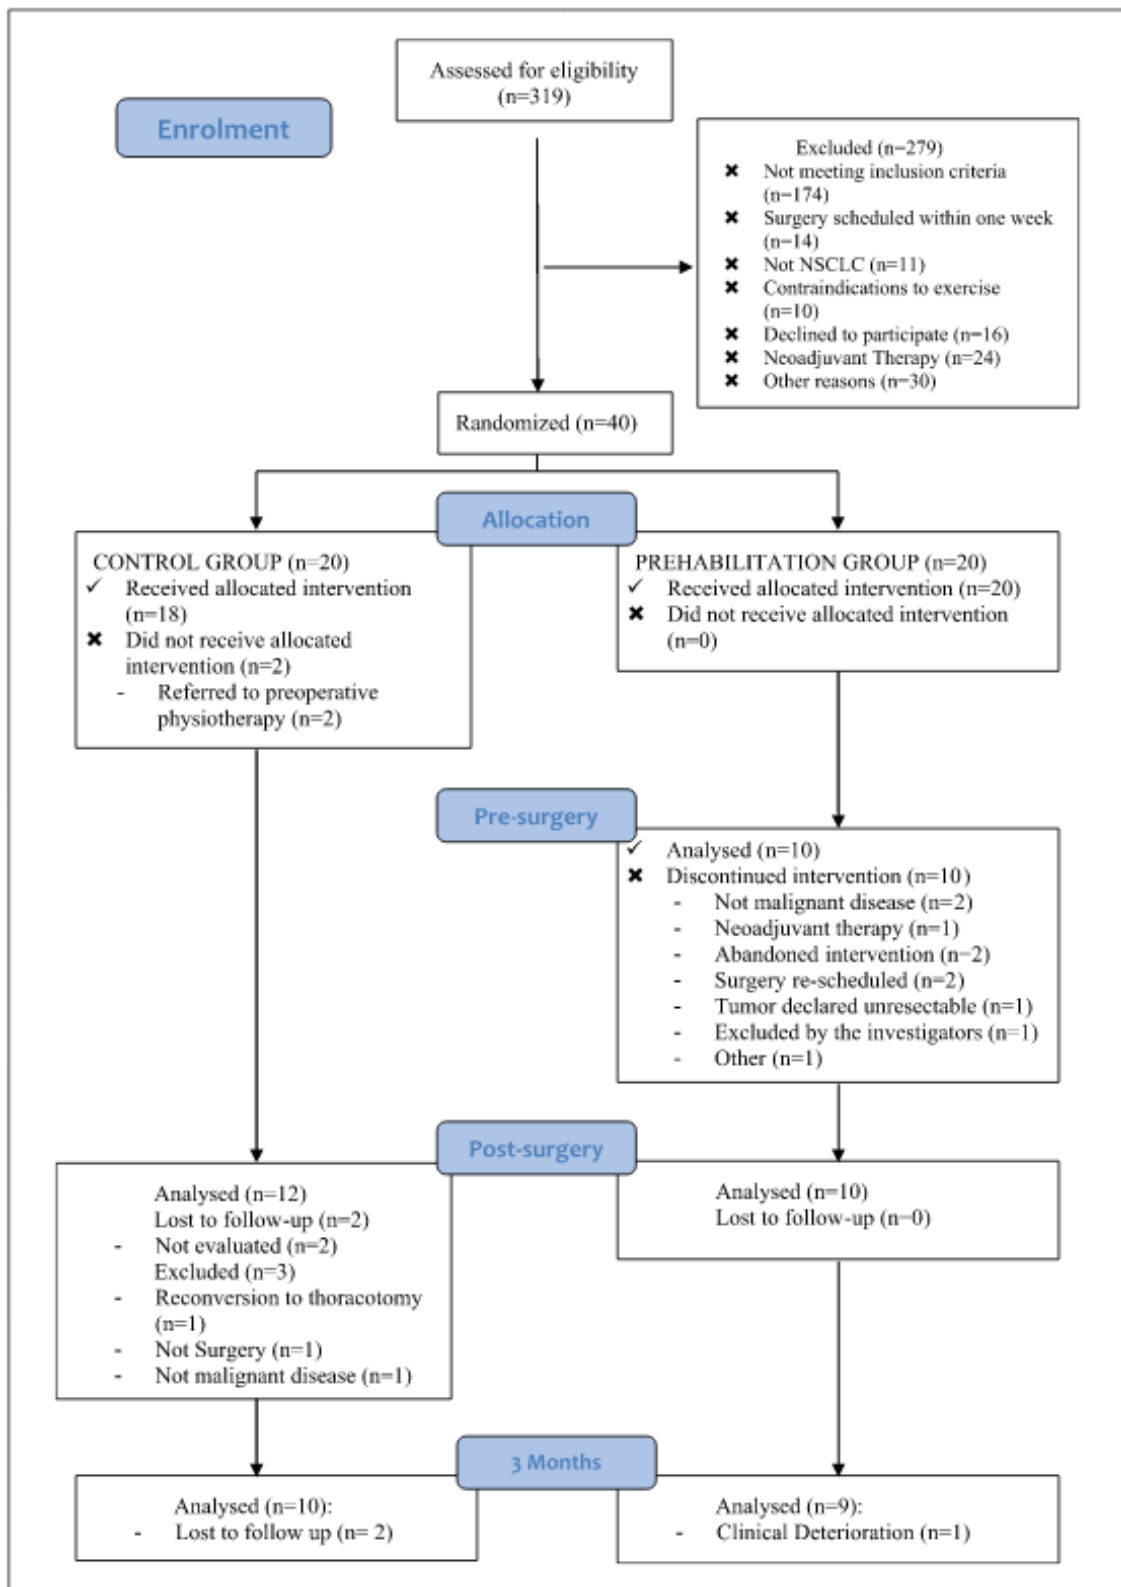 Assessed for eligibility
(n=319)
Enrolment
Excluded (n=279)
✖ Not meeting inclusion criteria
(n=174)
✖ Surgery scheduled within one week
(n=14)
✖ Not NSCLC (n=11)
✖ Contraindications to exercise
(n=10)
✖ Declined to participate (n=16)
✖ Neoadjuvant Therapy (n=24)
✖ Other reasons (n=30)
Randomized (n=40)
Allocation
CONTROL GROUP (n=20)
✓ Received allocated intervention
(n=18)
✖ Did not receive allocated
intervention (n=2)
- Referred to preoperative
physiotherapy (n=2)
PREHABILITATION GROUP (n=20)
✓ Received allocated intervention (n=20)
✖ Did not receive allocated intervention
(n=0)
Pre-surgery
✓ Analysed (n=10)
✖ Discontinued intervention (n=10)
- Not malignant disease (n=2)
- Neoadjuvant therapy (n=1)
- Abandoned intervention (n=2)
- Surgery re-scheduled (n=2)
- Tumor declared unresectable (n=1)
- Excluded by the investigators (n=1)
- Other (n=1)
Post-surgery
Analysed (n=12)
Lost to follow-up (n=2)
- Not evaluated (n=2)
Excluded (n=3)
- Reconversion to thoracotomy
(n=1)
- Not Surgery (n=1)
- Not malignant disease (n=1)
Analysed (n=10)
Lost to follow-up (n=0)
3 Months
Analysed (n=10):
- Lost to follow up (n= 2)
Analysed (n=9):
- Clinical Deterioration (n=1)